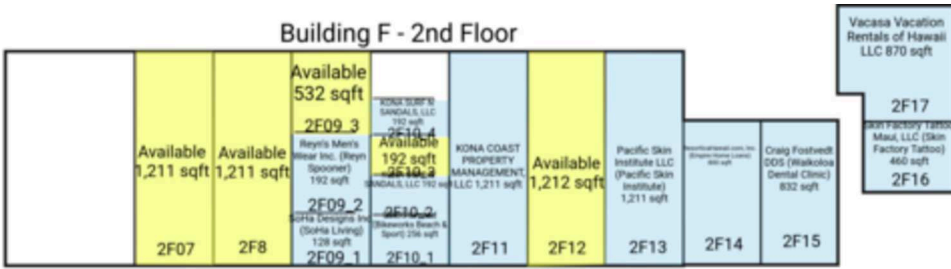 Building F - 2nd Floor
Available
1,211 sqft
2F07
Available
1,211 sqft
2F8
Available
532 sqft
2F09_3
Reyn's Men's
Wear Inc. (Reyn
Spooner)
192 sqft
2F09_2
SoHa Designs Inc
(SoHa Living)
128 sqft
2F09_1
KONA SURF N
SANDALS, LLC
192 sqft
2F10_4
Available
192 sqft
2F10_3
SANDALS, LLC 192 sqft
2F10_2
(Bikeworks Beach &
Sport) 256 sqft
2F10_1
KONA COAST
PROPERTY
MANAGEMENT,
LLC 1,211 sqft
2F11
Available
1,212 sqft
2F12
Pacific Skin
Institute LLC
(Pacific Skin
Institute)
1,211 sqft
2F13
(Empire Home Loans)
2F14
Craig Fostvedt
DDS (Waikoloa
Dental Clinic)
832 sqft
2F15
Vacasa Vacation
Rentals of Hawaii
LLC 870 sqft
2F17
Skin Factory Tattoo
Maui, LLC (Skin
Factory Tattoo)
460 sqft
2F16